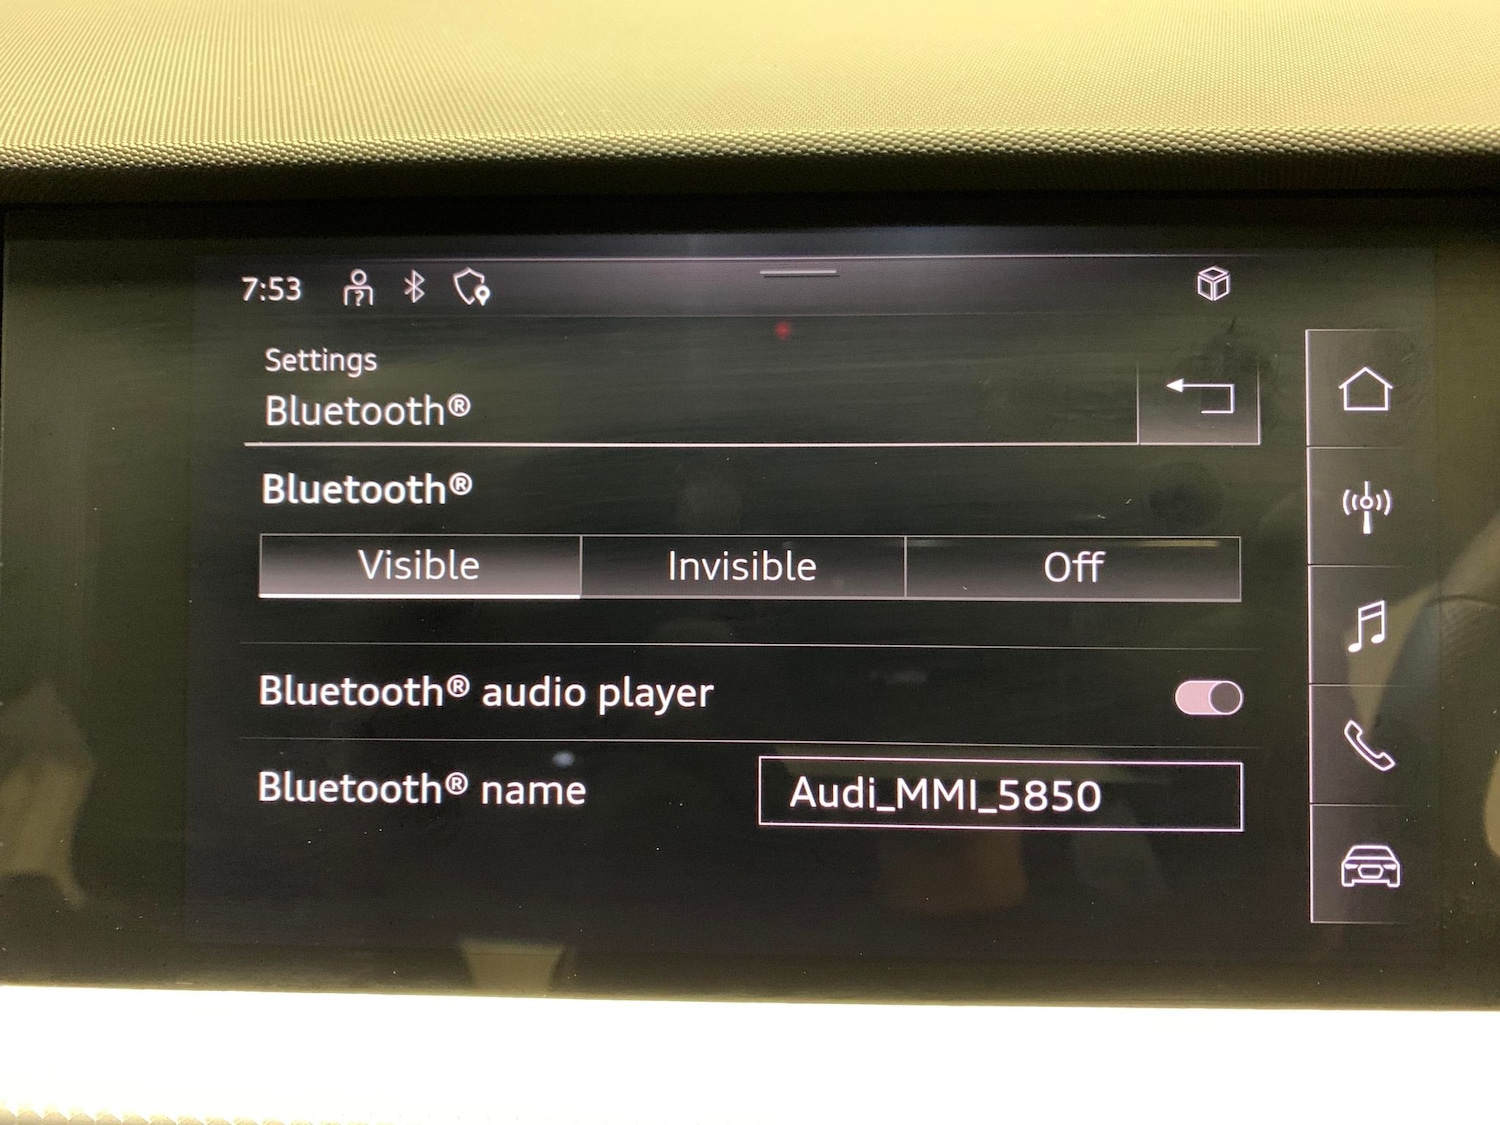 7:53
Settings
Bluetooth®
Bluetooth®
Visible Invisible Off
Bluetooth® audio player
Bluetooth® name Audi_MMI_5850